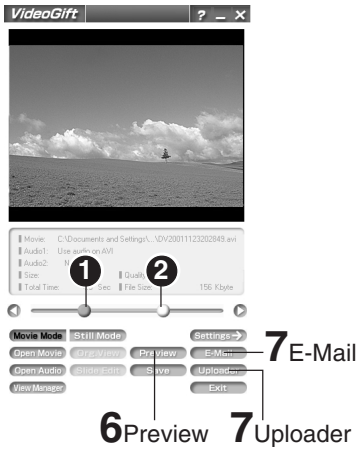 VideoGift ? _ X
Movie: C:\Documents and Settings\...\DV20011123202849.avi
Audio1: Use audio on AVI
Audio2: N
Size: Quality
Total Time: Sec File Size: 156 Kbyte
1 2
Movie Mode Still Mode Settings→
Open Movie Org.View Preview E-Mail
Open Audio Slide Edit Save Uploader
View Manager Exit
7E-Mail
6Preview 7Uploader